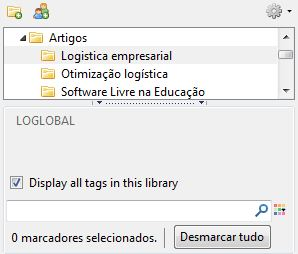 Artigos
Logistica empresarial
Otimização logística
Software Livre na Educação
LOGLOBAL
Display all tags in this library
0 marcadores selecionados.
Desmarcar tudo